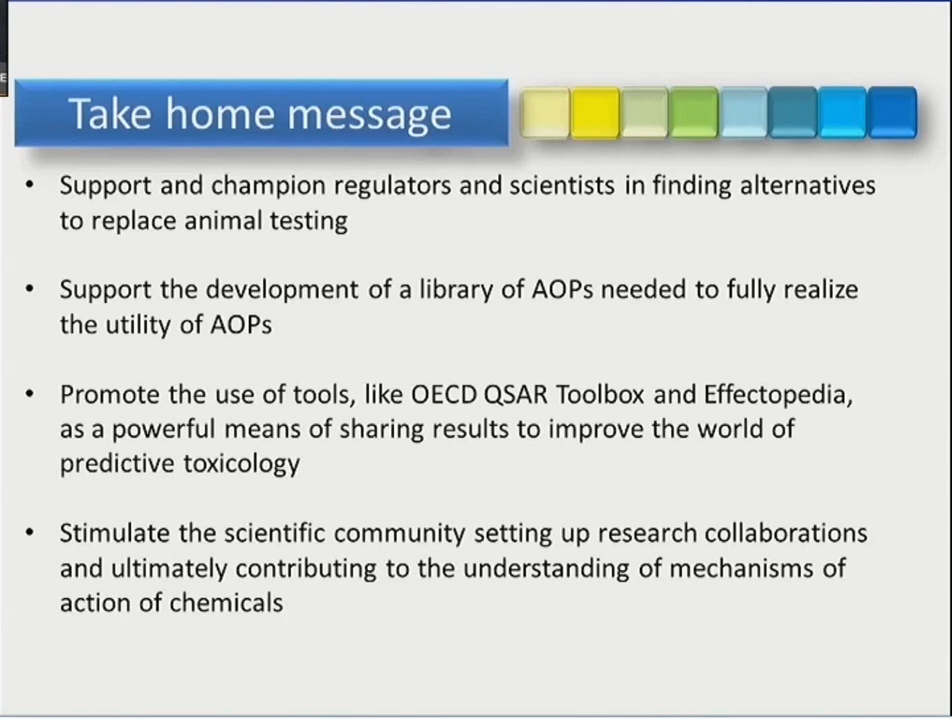 Take home message
• Support and champion regulators and scientists in finding alternatives
to replace animal testing
• Support the development of a library of AOPs needed to fully realize
the utility of AOPs
• Promote the use of tools, like OECD QSAR Toolbox and Effectopedia,
as a powerful means of sharing results to improve the world of
predictive toxicology
• Stimulate the scientific community setting up research collaborations
and ultimately contributing to the understanding of mechanisms of
action of chemicals